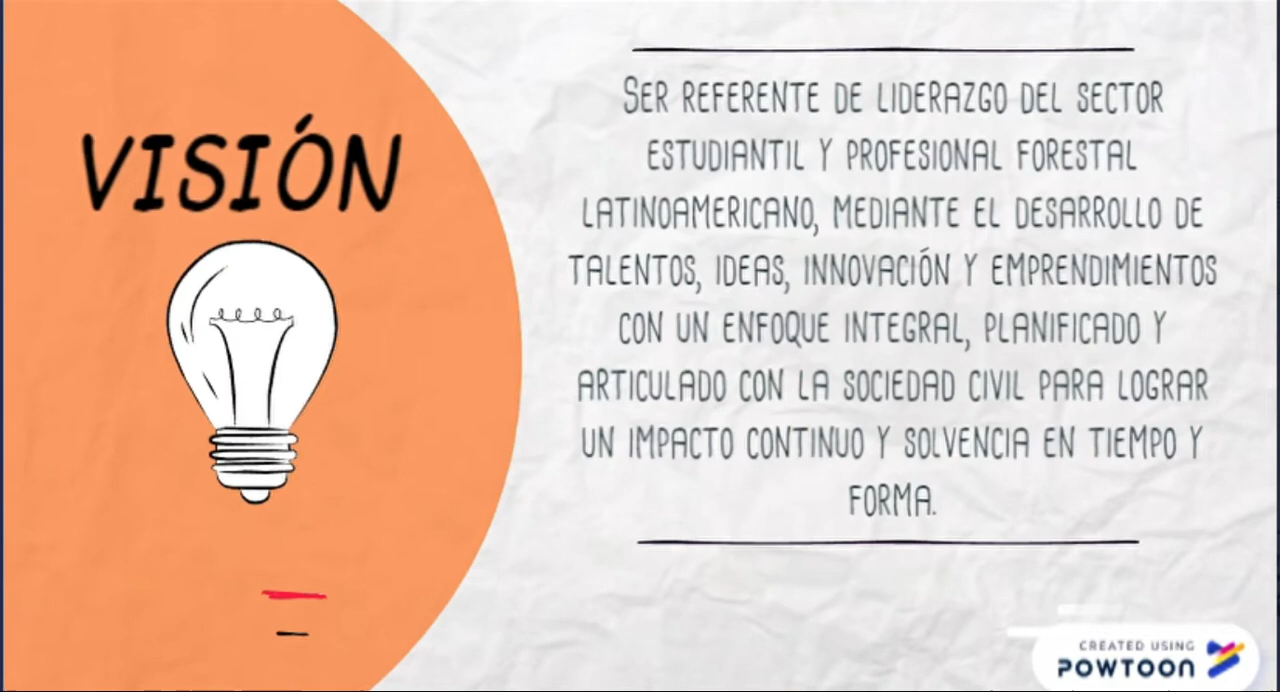 VISIÓN
SER REFERENTE DE LIDERAZGO DEL SECTOR
ESTUDIANTIL Y PROFESIONAL FORESTAL
LATINOAMERICANO, MEDIANTE EL DESARROLLO DE
TALENTOS, IDEAS, INNOVACIÓN Y EMPRENDIMIENTOS
CON UN ENFOQUE INTEGRAL, PLANIFICADO Y
ARTICULADO CON LA SOCIEDAD CIVIL PARA LOGRAR
UN IMPACTO CONTINUO Y SOLVENCIA EN TIEMPO Y
FORMA.
CREATED USING
POWTOON